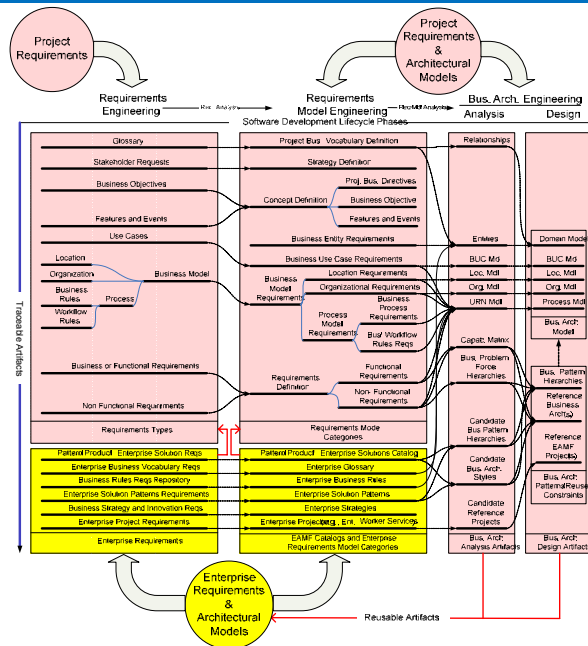 Project
Requirements
Project
Requirements
&
Architectural
Models
Requirements
Engineering
Requirements
Model Engineering
Bus. Arch. Engineering
Analysis
Design
Software Development Lifecycle Phases
Traceable Artifacts
Glossary
Stakeholder Requests
Business Objectives
Features and Events
Use Cases
Location
Organization
Business
Rules
Workflow
Rules
Process
Business Model
Business or Functional Requirements
Non Functional Requirements
Requirements Types
Project Bus. Vocabulary Definition
Strategy Definition
Concept Definition
Proj. Bus. Directives
Business Objective
Features and Events
Business Entity Requirements
Business Use Case Requirements
Business
Model
Requirements
Location Requirements
Organizational Requirements
Process
Model
Requirements
Business
Process
Requirements
Bus/ Workflow
Rules Reqs
Requirements
Definition
Functional
Requirements
Non- Functional
Requirements
Requirements Mode
Categories
Relationships
Entities
BUC Md
Loc. Mdl
Org. Mdl
URN Mdl
Capab. Matrix
Bus. Problem
Force
Hierarchies
Candidate
Bus Pattern
Hierarchies
Candidate
Bus Arch.
Styles
Candidate
Reference
Projects
Bus. Arch.
Analysis Artifacts
Domain Model
BUC Md
Loc. Mdl
Org. Mdl
Process Mdl
Bus. Arch.
Model
Bus. Pattern
Hierarchies
Reference
Business
Arch(s)
Reference
EAMF
Project(s)
Bus. Arch.
Patterns/Reuse
Constraints
Bus. Arch.
Design Artifacts
Pattern/ Product Enterprise Solution Reqs
Enterprise Business Vocabulary Reqs
Business Rules Reqs Repository
Enterprise Solution Patterns Requirements
Business Strategy and Innovation Reqs
Enterprise Project Requirements
Enterprise Requirements
Pattern/ Product Enterprise Solutions Catalog
Enterprise Glossary
Enterprise Business Rules
Enterprise Solution Patterns
Enterprise Strategies
Worker Services
EAMF Catalogs and Enterprise
Requirements Model Categories
Enterprise
Requirements
&
Architectural
Models
Reusable Artifacts